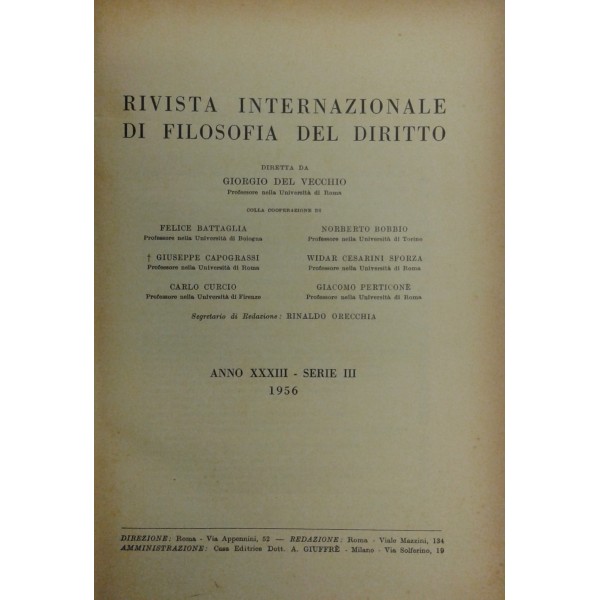 RIVISTA INTERNAZIONALE
DI FILOSOFIA DEL DIRITTO
DIRETTA DA
GIORGIO DEL VECCHIO
Professore nella Università di Roma
COLLA COOPERAZIONE DI
FELICE BATTAGLIA NORBERTO BOBBIO
Professore nella Università di Bologna Professore nella Università di Torino
† GIUSEPPE CAPOGRASSI WIDAR CESARINI SFORZA
Professore nella Università di Roma Professore nella Università di Roma
CARLO CURCIO GIACOMO PERTICONÈ
Professore nella Università di Firenze Professore nella Università di Roma
Segretario di Redazione: RINALDO ORECCHIA
ANNO XXXIII - SERIE III
1956
DIREZIONE: Roma - Via Appennini, 52 — REDAZIONE: Roma - Viale Mazzini, 134
AMMINISTRAZIONE: Casa Editrice Dott. A. GIUFFRÈ - Milano - Via Solferino, 19